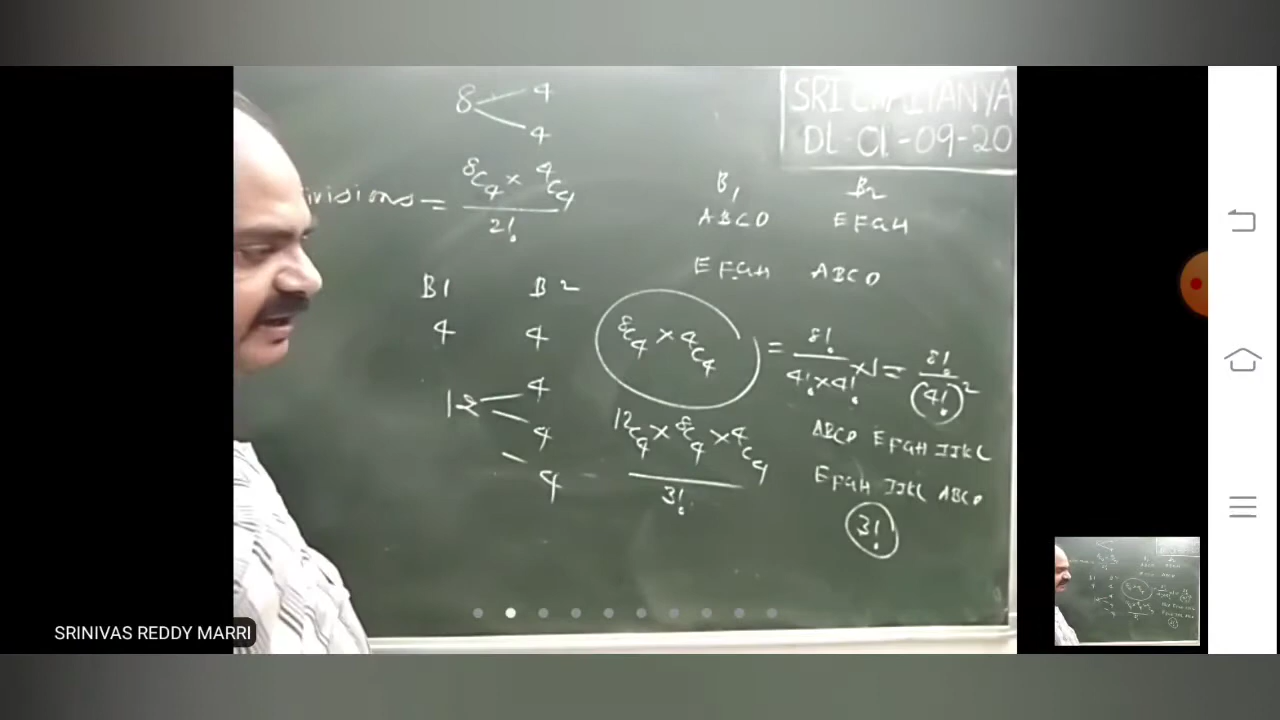 SRI CHAITANYA
DL-01-09-20
8 4
4
ivisions = ⁸C₄ × ⁴C₄
2!
B₁ B₂
ABCD EFGH
EFGH ABCD
B1 B2
4 4
⁸C₄ × ⁴C₄ = 8! / 4!×4! ×1 = 8! / (4!)²
12 4
4
4
¹²C₄ × ⁸C₄ × ⁴C₄
3!
ABCD EFGH IJKL
EFGH IJKL ABCD
3!
SRINIVAS REDDY MARRI